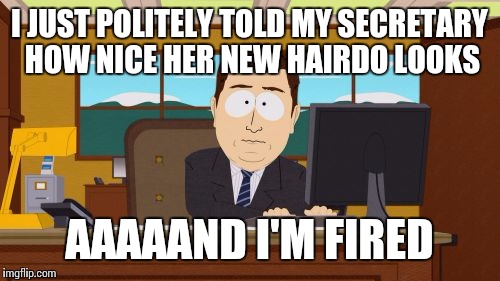 I JUST POLITELY TOLD MY SECRETARY
HOW NICE HER NEW HAIRDO LOOKS
AAAAAND I'M FIRED
imgflip.com